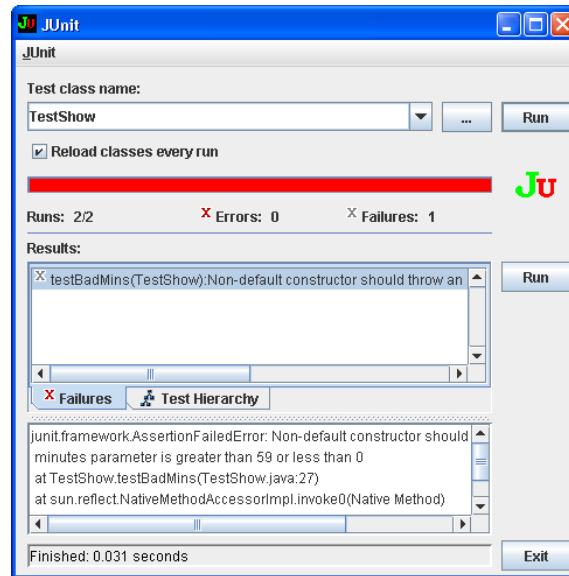 JU JUnit
JUnit
Test class name:
TestShow
...
Run
Reload classes every run
JU
Runs: 2/2
X Errors: 0
X Failures: 1
Results:
X testBadMins(TestShow):Non-default constructor should throw an
Run
X Failures
Test Hierarchy
junit.framework.AssertionFailedError: Non-default constructor should
minutes parameter is greater than 59 or less than 0
at TestShow.testBadMins(TestShow.java:27)
at sun.reflect.NativeMethodAccessorImpl.invoke0(Native Method)
Finished: 0.031 seconds
Exit